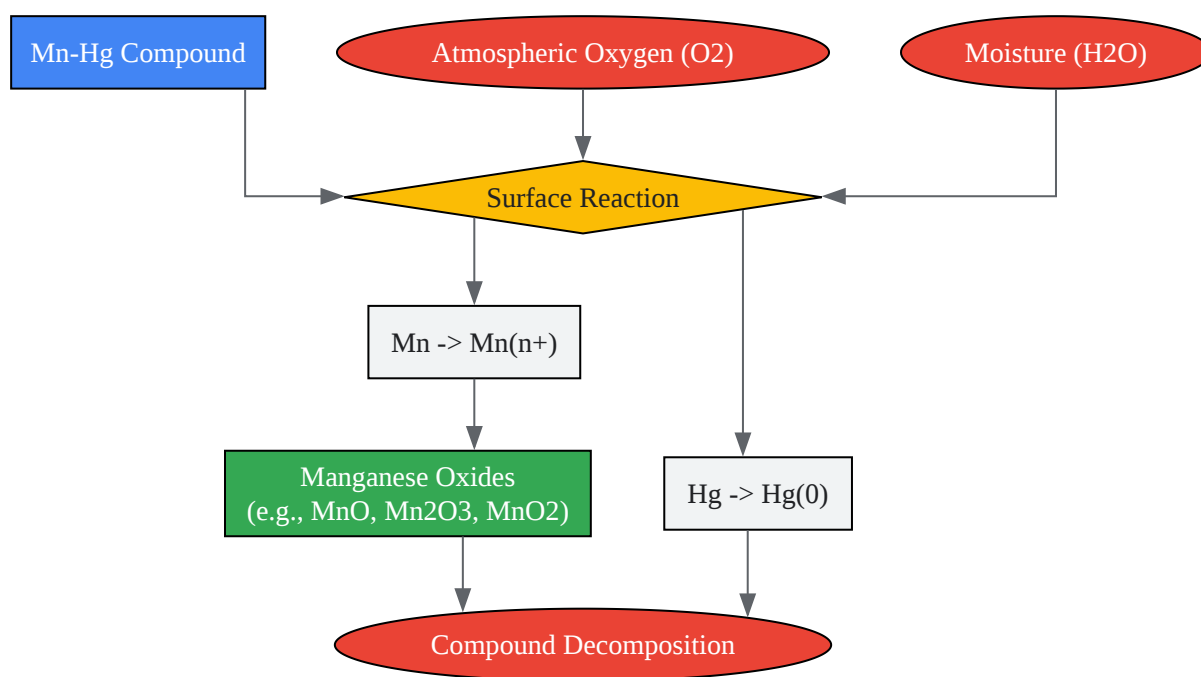 Mn-Hg Compound
Atmospheric Oxygen (O2)
Moisture (H2O)
Surface Reaction
Mn -> Mn(n+)
Manganese Oxides
(e.g., MnO, Mn2O3, MnO2)
Hg -> Hg(0)
Compound Decomposition